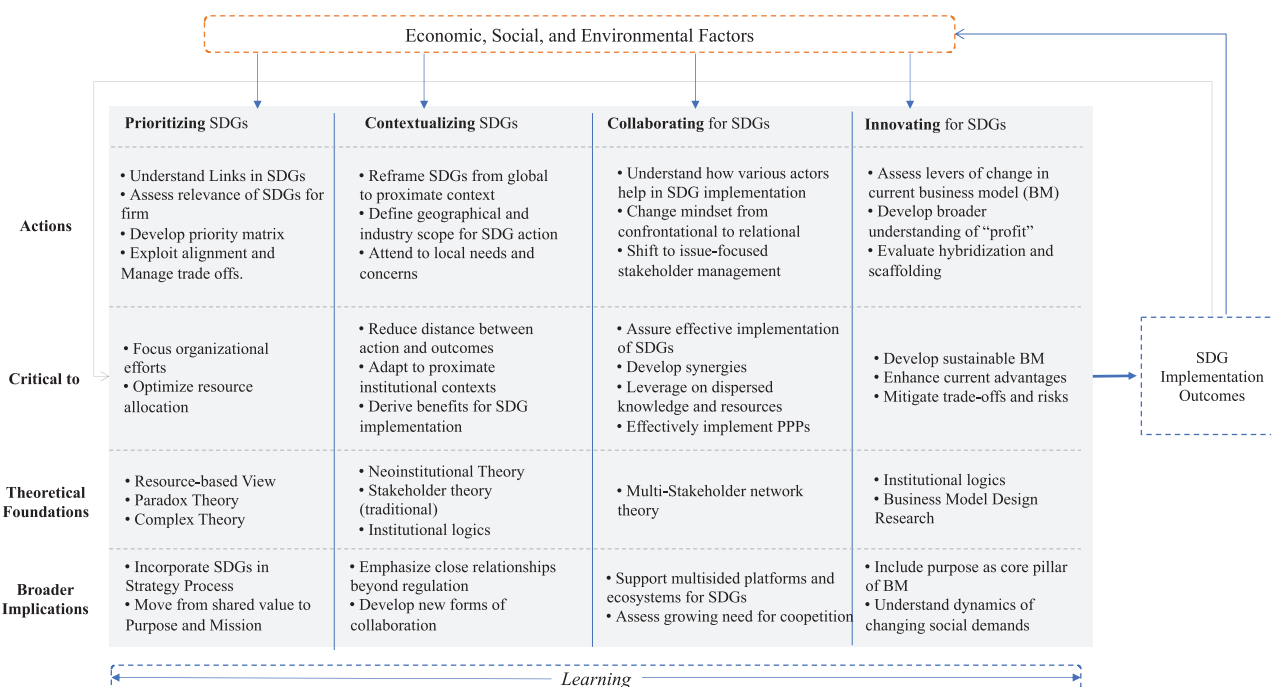 Economic, Social, and Environmental Factors
Prioritizing SDGs
Contextualizing SDGs
Collaborating for SDGs
Innovating for SDGs
Actions
• Understand Links in SDGs
• Assess relevance of SDGs for
firm
• Develop priority matrix
• Exploit alignment and
Manage trade offs.
• Reframe SDGs from global
to proximate context
• Define geographical and
industry scope for SDG action
• Attend to local needs and
concerns
• Understand how various actors
help in SDG implementation
• Change mindset from
confrontational to relational
• Shift to issue-focused
stakeholder management
• Assess levers of change in
current business model (BM)
• Develop broader
understanding of “profit”
• Evaluate hybridization and
scaffolding
Critical to
• Focus organizational
efforts
• Optimize resource
allocation
• Reduce distance between
action and outcomes
• Adapt to proximate
institutional contexts
• Derive benefits for SDG
implementation
• Assure effective implementation
of SDGs
• Develop synergies
• Leverage on dispersed
knowledge and resources
• Effectively implement PPPs
• Develop sustainable BM
• Enhance current advantages
• Mitigate trade-offs and risks
SDG
Implementation
Outcomes
Theoretical
Foundations
• Resource-based View
• Paradox Theory
• Complex Theory
• Neoinstitutional Theory
• Stakeholder theory
(traditional)
• Institutional logics
• Multi-Stakeholder network
theory
• Institutional logics
• Business Model Design
Research
Broader
Implications
• Incorporate SDGs in
Strategy Process
• Move from shared value to
Purpose and Mission
• Emphasize close relationships
beyond regulation
• Develop new forms of
collaboration
• Support multisided platforms and
ecosystems for SDGs
• Assess growing need for coopetition
• Include purpose as core pillar
of BM
• Understand dynamics of
changing social demands
Learning